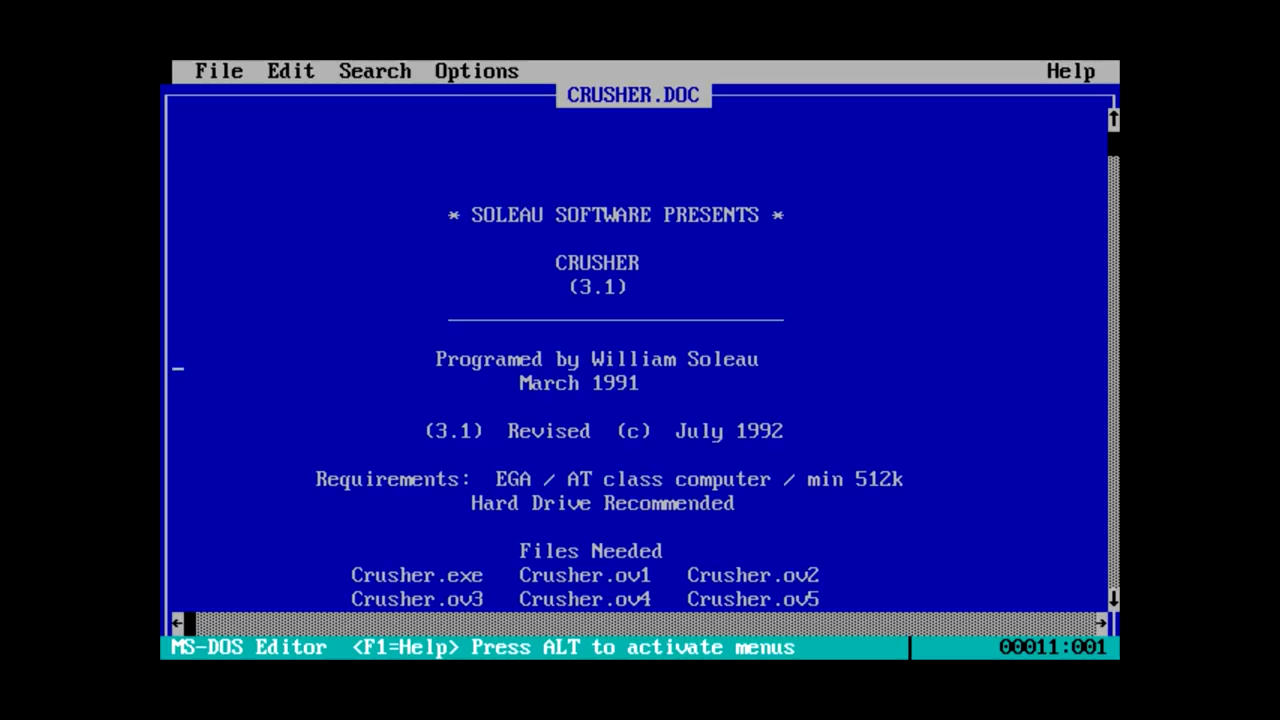 File Edit Search Options Help
CRUSHER.DOC
* SOLEAU SOFTWARE PRESENTS *
CRUSHER
(3.1)
Programed by William Soleau
March 1991
(3.1) Revised (c) July 1992
Requirements: EGA / AT class computer / min 512k
Hard Drive Recommended
Files Needed
Crusher.exe Crusher.ov1 Crusher.ov2
Crusher.ov3 Crusher.ov4 Crusher.ov5
MS-DOS Editor <F1=Help> Press ALT to activate menus 00011:001